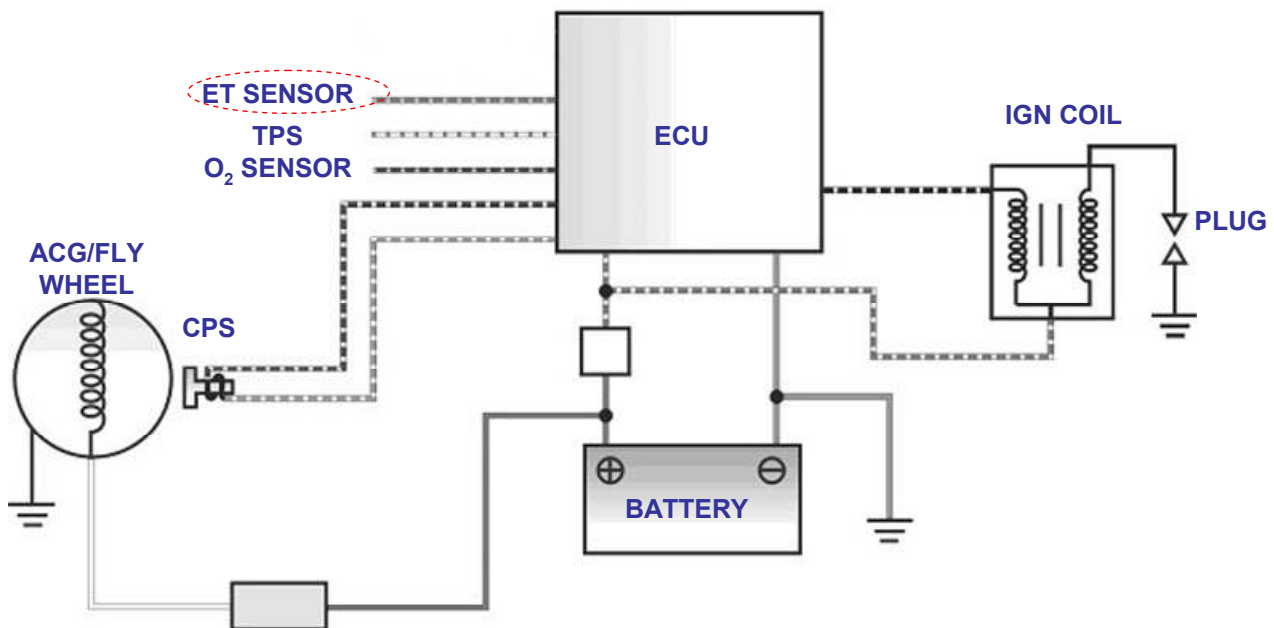 ET SENSOR
TPS
O₂ SENSOR
ECU
IGN COIL
PLUG
ACG/FLY
WHEEL
CPS
BATTERY